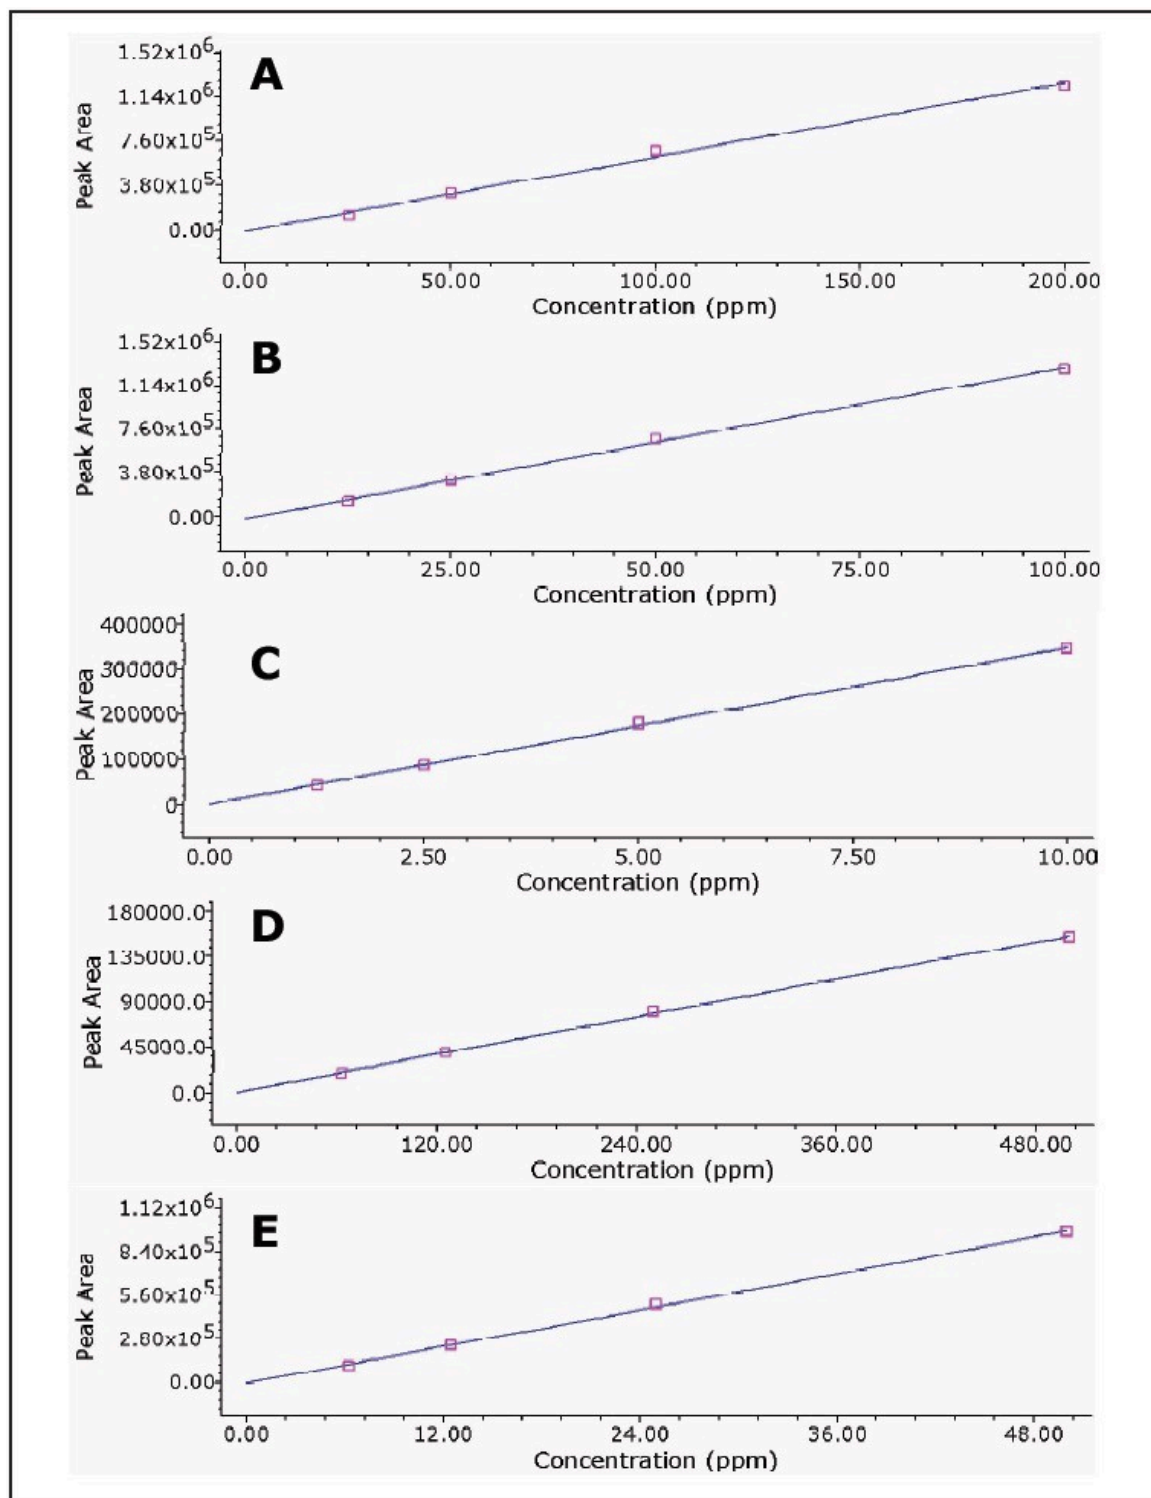 A
1.52x10^6
1.14x10^6
7.60x10^5
3.80x10^5
0.00
Peak Area
0.00 50.00 100.00 150.00 200.00
Concentration (ppm)
B
1.52x10^6
1.14x10^6
7.60x10^5
3.80x10^5
0.00
Peak Area
0.00 25.00 50.00 75.00 100.00
Concentration (ppm)
C
400000
300000
200000
100000
0
Peak Area
0.00 2.50 5.00 7.50 10.00
Concentration (ppm)
D
180000.0
135000.0
90000.0
45000.0
0.0
Peak Area
0.00 120.00 240.00 360.00 480.00
Concentration (ppm)
E
1.12x10^6
8.40x10^5
5.60x10^5
2.80x10^5
0.00
Peak Area
0.00 12.00 24.00 36.00 48.00
Concentration (ppm)